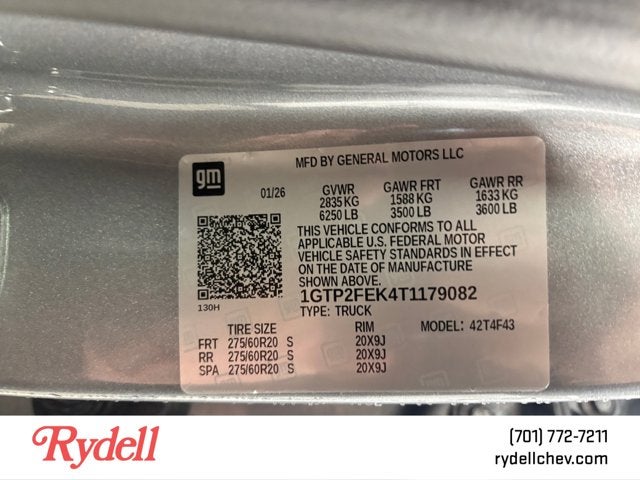 MFD BY GENERAL MOTORS LLC
gm
01/26 GVWR GAWR FRT GAWR RR
2835 KG 1588 KG 1633 KG
6250 LB 3500 LB 3600 LB
THIS VEHICLE CONFORMS TO ALL
APPLICABLE U.S. FEDERAL MOTOR
VEHICLE SAFETY STANDARDS IN EFFECT
ON THE DATE OF MANUFACTURE
SHOWN ABOVE.
130H
1GTP2FEK4T1179082
TYPE: TRUCK
TIRE SIZE RIM MODEL: 42T4F43
FRT 275/60R20 S 20X9J
RR 275/60R20 S 20X9J
SPA 275/60R20 S 20X9J
Rydell
(701) 772-7211
rydellchev.com